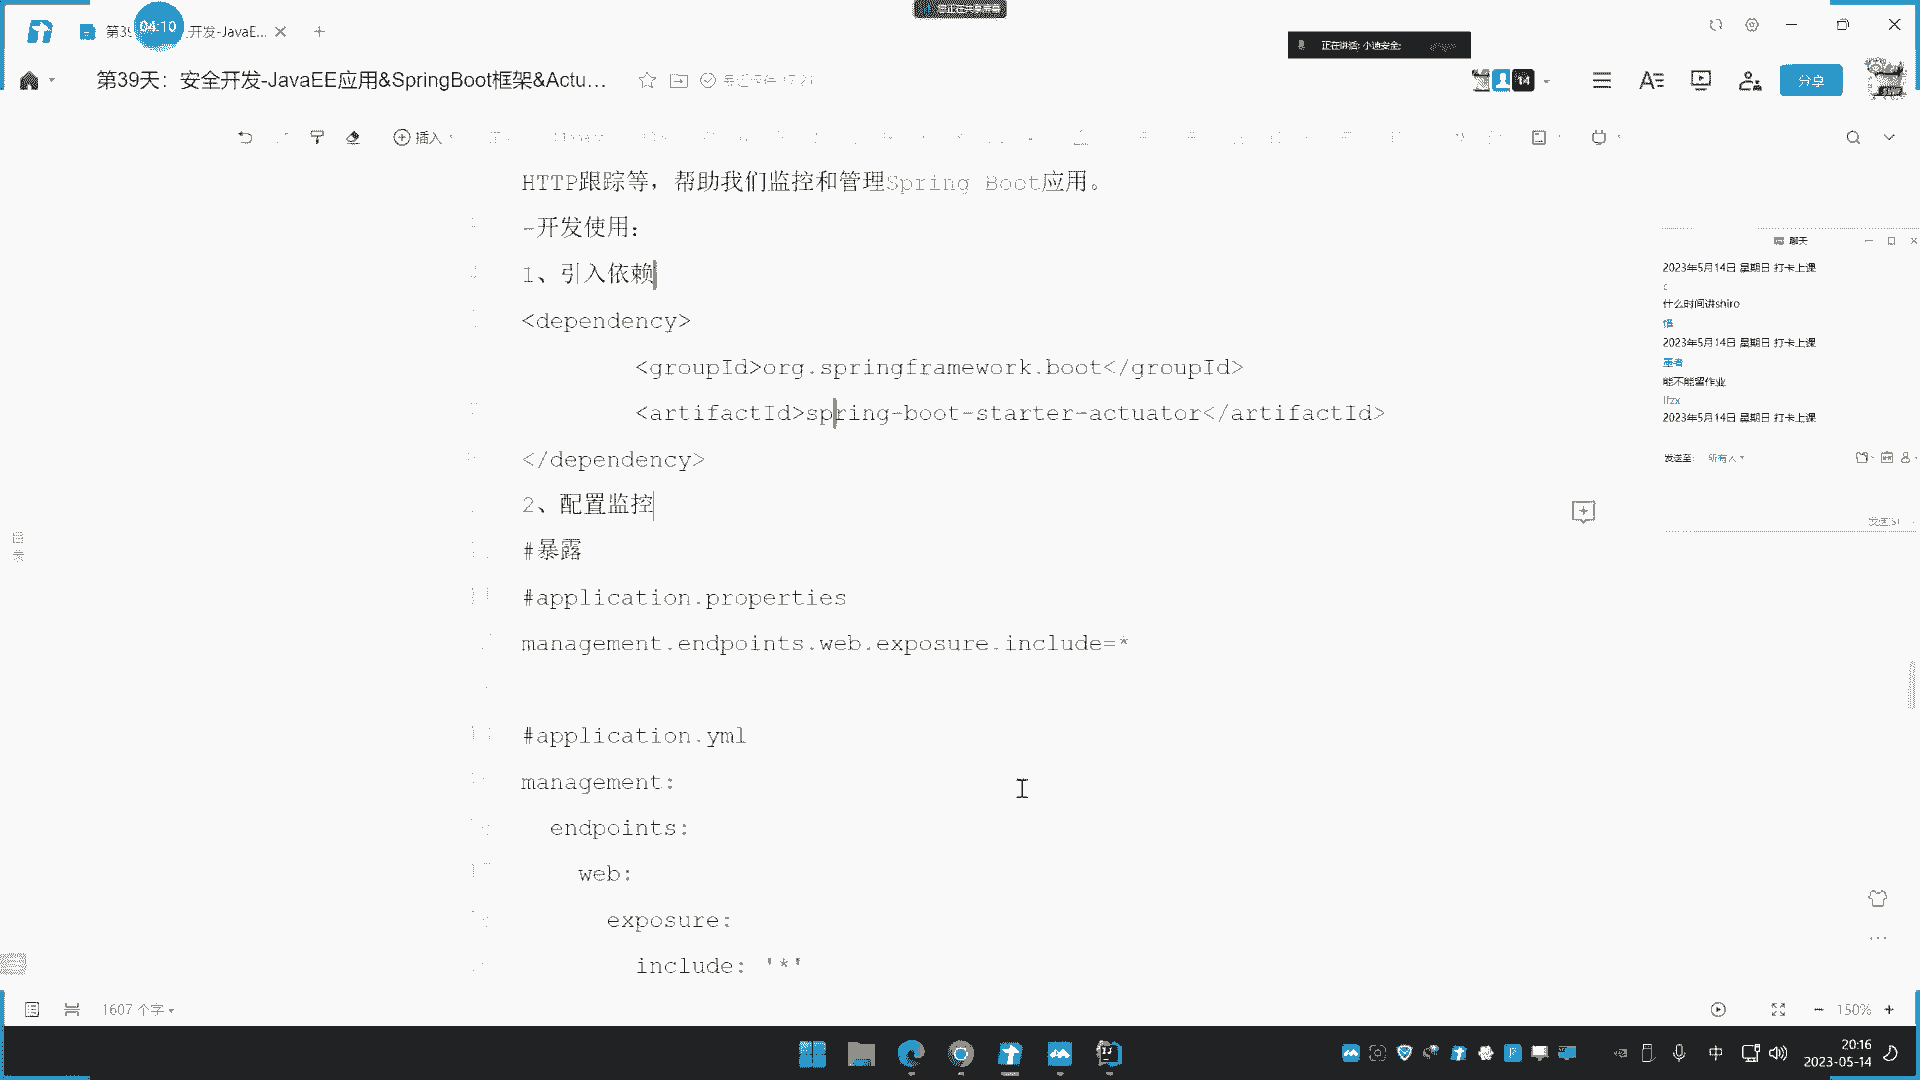 您正在共享屏幕
04:10
开发-JavaE...
正在讲话: 小迪安全;
第39天：安全开发-JavaEE应用&SpringBoot框架&Actu...
14
分享
插入
HTTP跟踪等，帮助我们监控和管理Spring Boot应用。
-开发使用：
1、引入依赖
<dependency>
<groupId>org.springframework.boot</groupId>
<artifactId>spring-boot-starter-actuator</artifactId>
</dependency>
2、配置监控
#暴露
#application.properties
management.endpoints.web.exposure.include=*
#application.yml
management:
endpoints:
web:
exposure:
include: '*'
聊天
2023年5月14日 星期日 打卡上课
什么时间讲shiro
2023年5月14日 星期日 打卡上课
能不能留作业
lfzx
2023年5月14日 星期日 打卡上课
发送至: 所有人
1607 个字
150%
中
20:16
2023-05-14